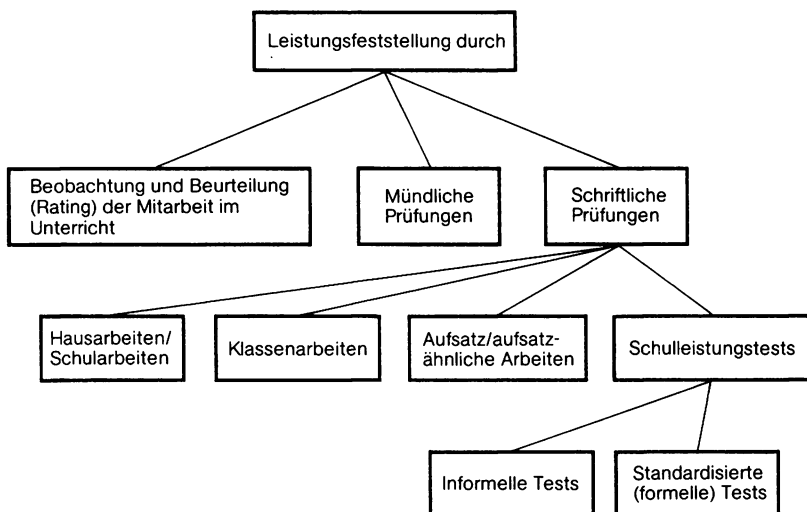 Leistungsfeststellung durch
Beobachtung und Beurteilung
(Rating) der Mitarbeit im
Unterricht
Mündliche
Prüfungen
Schriftliche
Prüfungen
Hausarbeiten/
Schularbeiten
Klassenarbeiten
Aufsatz/aufsatz-
ähnliche Arbeiten
Schulleistungstests
Informelle Tests
Standardisierte
(formelle) Tests